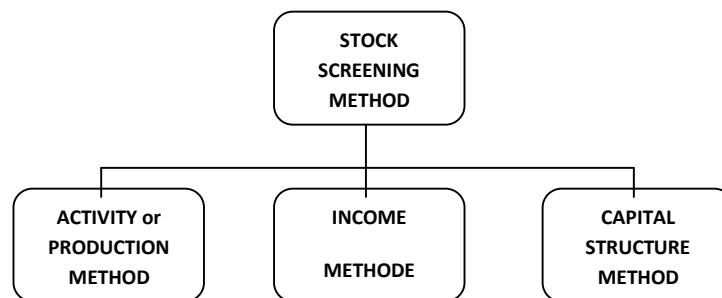 STOCK
SCREENING
METHOD
ACTIVITY or
PRODUCTION
METHOD
INCOME
METHODE
CAPITAL
STRUCTURE
METHOD